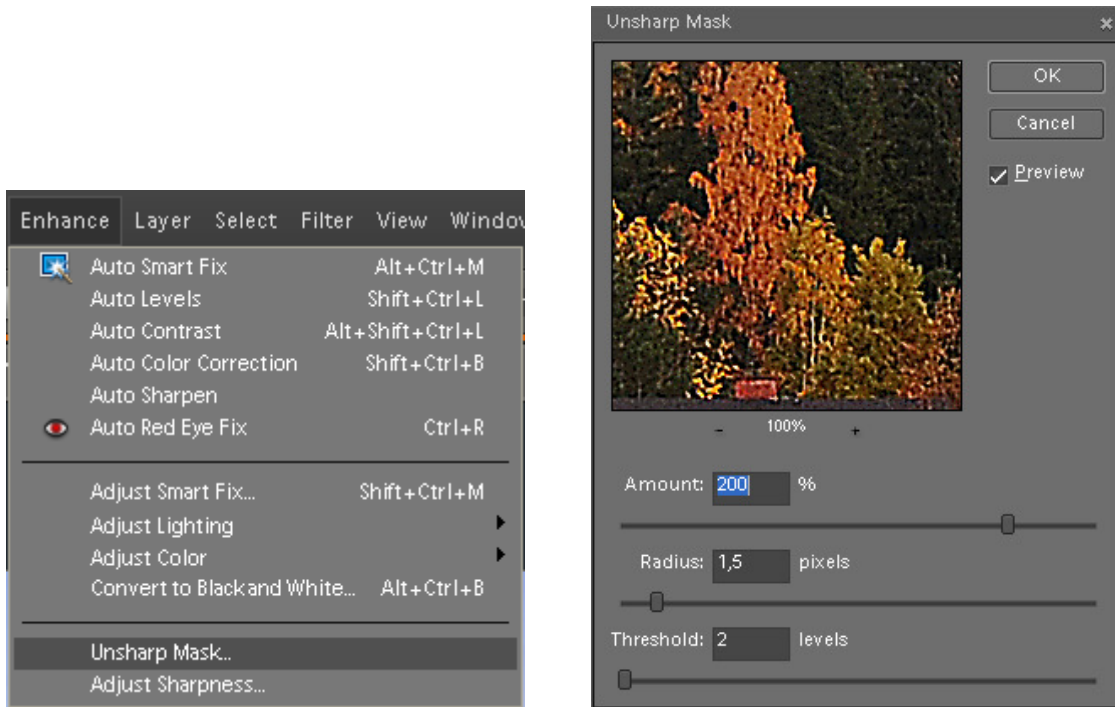 Enhance Layer Select Filter View Windov
Auto Smart Fix Alt+Ctrl+M
Auto Levels Shift+Ctrl+L
Auto Contrast Alt+Shift+Ctrl+L
Auto Color Correction Shift+Ctrl+B
Auto Sharpen
Auto Red Eye Fix Ctrl+R
Adjust Smart Fix... Shift+Ctrl+M
Adjust Lighting
Adjust Color
Convert to Black and White... Alt+Ctrl+B
Unsharp Mask...
Adjust Sharpness...
Unsharp Mask
OK
Cancel
Preview
- 100% +
Amount: 200 %
Radius: 1,5 pixels
Threshold: 2 levels